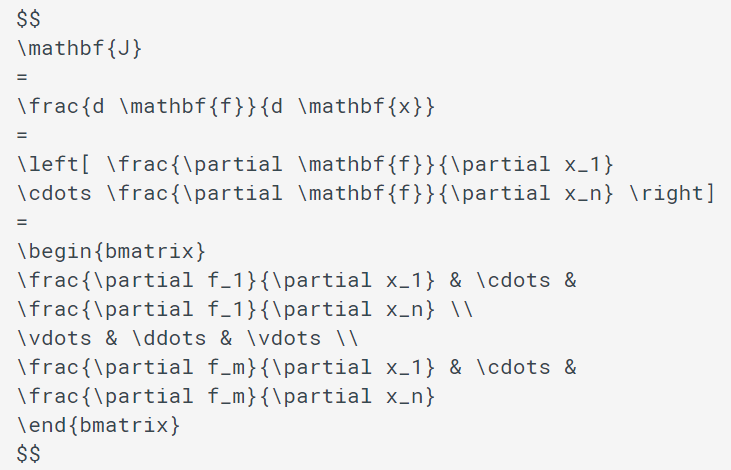 $$
\mathbf{J}
=
\frac{d \mathbf{f}}{d \mathbf{x}}
=
\left[ \frac{\partial \mathbf{f}}{\partial x_1}
\cdots \frac{\partial \mathbf{f}}{\partial x_n} \right]
=
\begin{bmatrix}
\frac{\partial f_1}{\partial x_1} & \cdots &
\frac{\partial f_1}{\partial x_n} \\
\vdots & \ddots & \vdots \\
\frac{\partial f_m}{\partial x_1} & \cdots &
\frac{\partial f_m}{\partial x_n}
\end{bmatrix}
$$